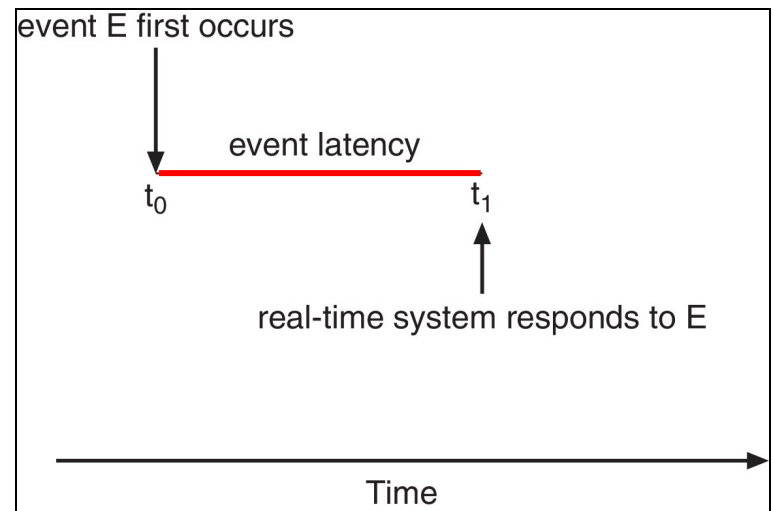 event E first occurs
event latency
t₀
t₁
real-time system responds to E
Time